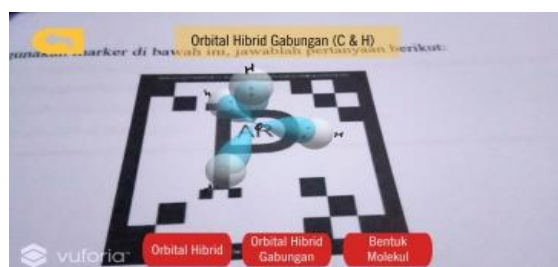 Orbital Hibrid Gabungan (C & H)
marker di bawah ini, jawablah pertanyaan berikut:
H
H
AR
H
Orbital Hibrid
Orbital Hibrid Gabungan
Bentuk Molekul
vuforia